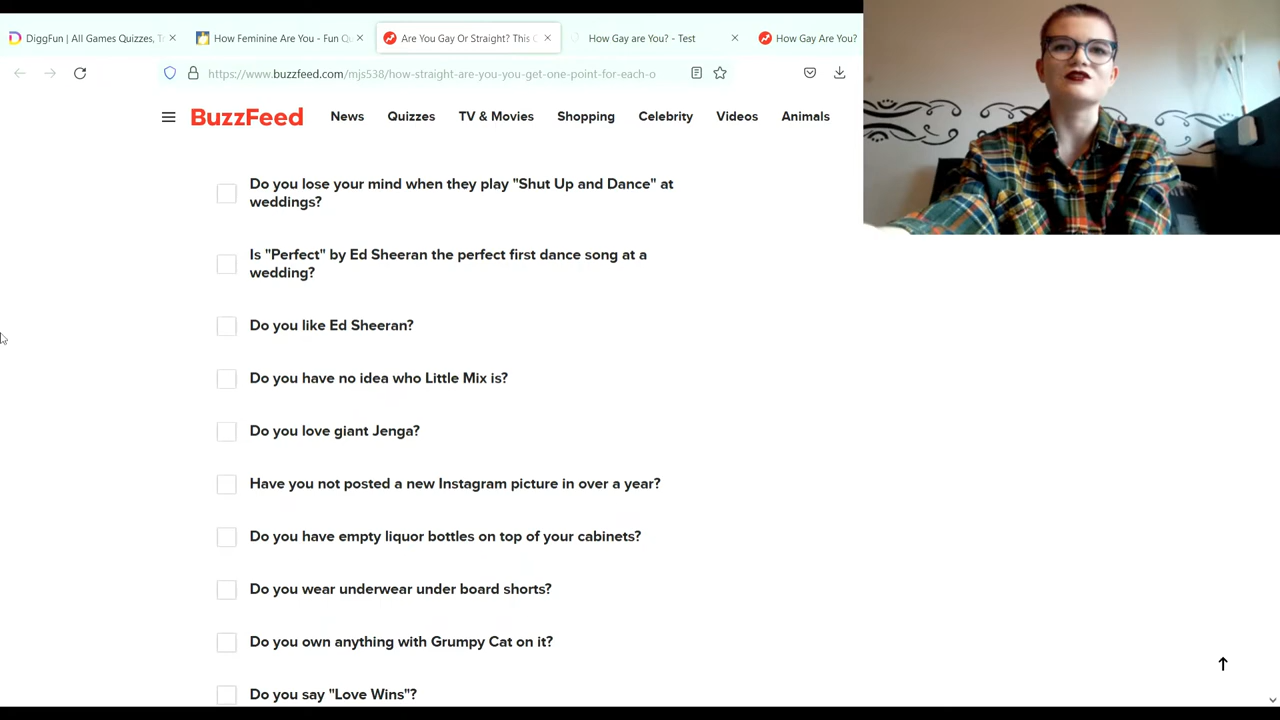 DiggFun | All Games Quizzes, T
How Feminine Are You - Fun Qu
Are You Gay Or Straight? This Q
How Gay are You? - Test
How Gay Are You?
https://www.buzzfeed.com/mjs538/how-straight-are-you-you-get-one-point-for-each-o
BuzzFeed
News
Quizzes
TV & Movies
Shopping
Celebrity
Videos
Animals
Do you lose your mind when they play "Shut Up and Dance" at
weddings?
Is "Perfect" by Ed Sheeran the perfect first dance song at a
wedding?
Do you like Ed Sheeran?
Do you have no idea who Little Mix is?
Do you love giant Jenga?
Have you not posted a new Instagram picture in over a year?
Do you have empty liquor bottles on top of your cabinets?
Do you wear underwear under board shorts?
Do you own anything with Grumpy Cat on it?
Do you say "Love Wins"?